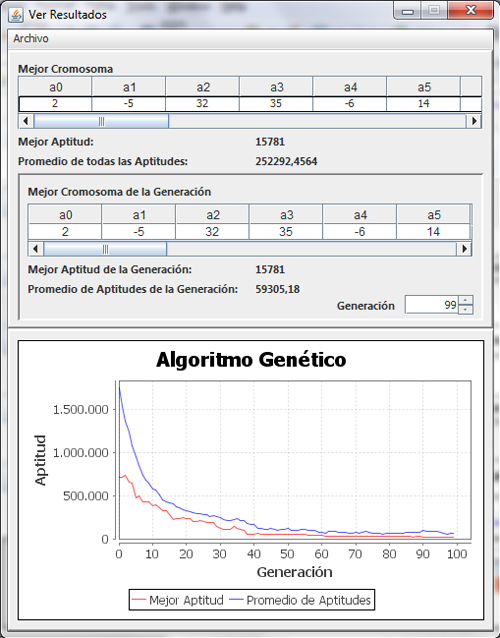 Ver Resultados
Archivo
Mejor Cromosoma
a0 a1 a2 a3 a4 a5
2 -5 32 35 -6 14
Mejor Aptitud: 15781
Promedio de todas las Aptitudes: 252292,4564
Mejor Cromosoma de la Generación
a0 a1 a2 a3 a4 a5
2 -5 32 35 -6 14
Mejor Aptitud de la Generación: 15781
Promedio de Aptitudes de la Generación: 59305,18
Generación 99
Algoritmo Genético
Aptitud
1.500.000
1.000.000
500.000
0
0 10 20 30 40 50 60 70 80 90 100
Generación
Mejor Aptitud Promedio de Aptitudes